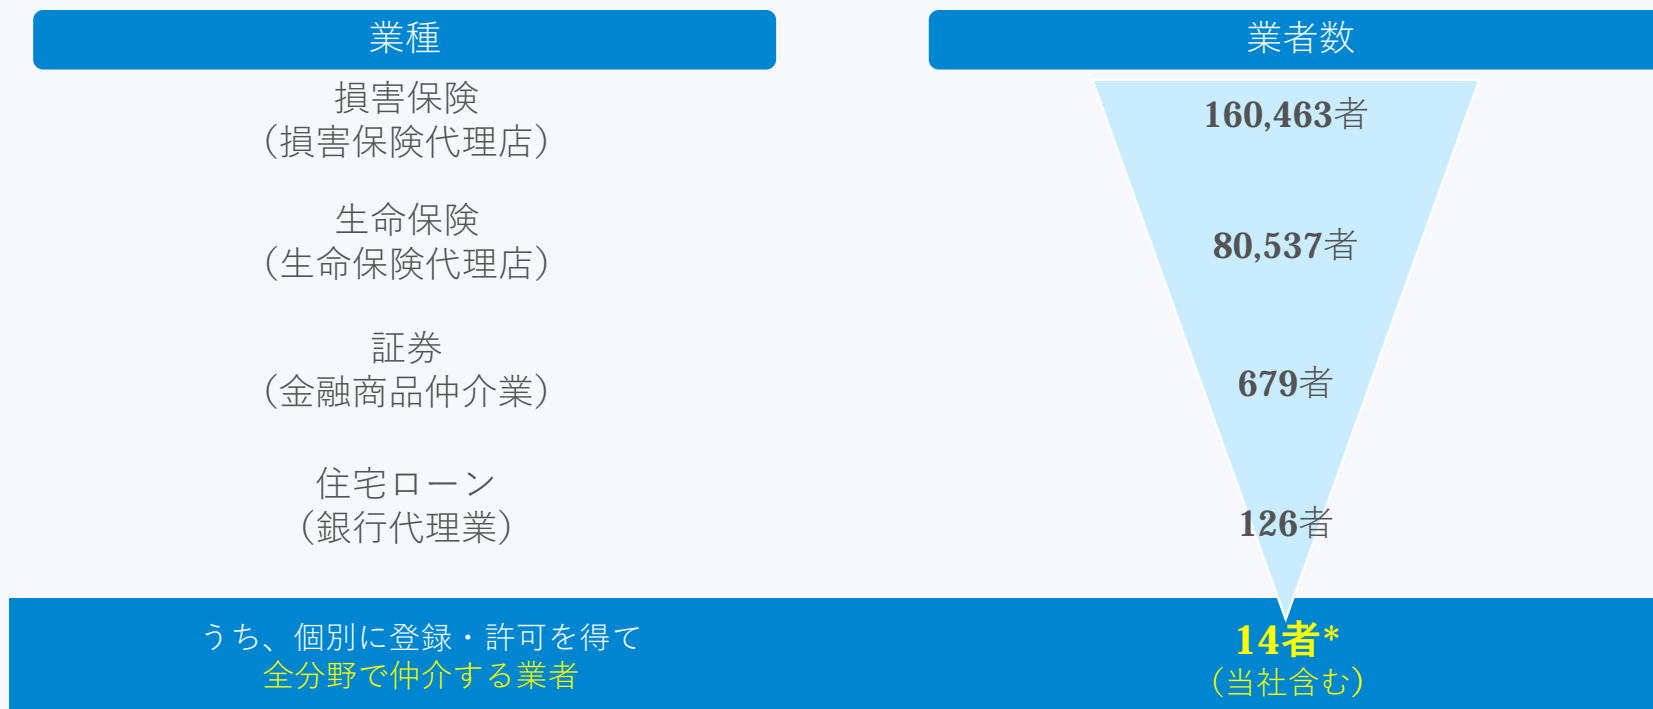 業種
業者数
損害保険
（損害保険代理店）
160,463者
生命保険
（生命保険代理店）
80,537者
証券
（金融商品仲介業）
679者
住宅ローン
（銀行代理業）
126者
うち、個別に登録・許可を得て
全分野で仲介する業者
14者*
（当社含む）